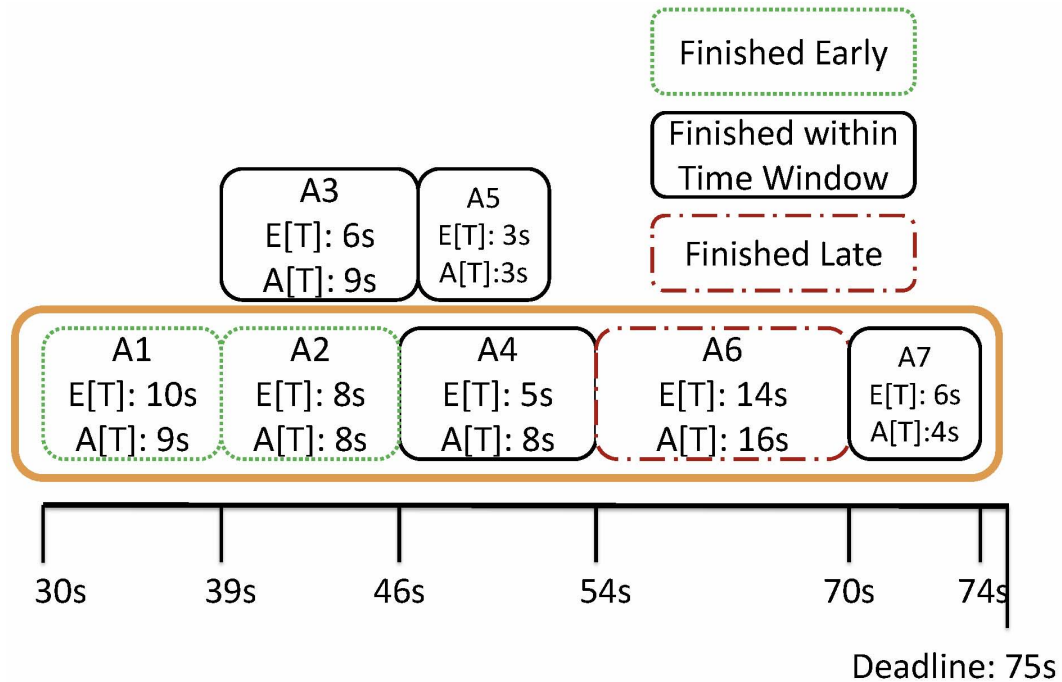 Finished Early
Finished within
Time Window
Finished Late
A3
E[T]: 6s
A[T]: 9s
A5
E[T]: 3s
A[T]:3s
A1
E[T]: 10s
A[T]: 9s
A2
E[T]: 8s
A[T]: 8s
A4
E[T]: 5s
A[T]: 8s
A6
E[T]: 14s
A[T]: 16s
A7
E[T]: 6s
A[T]:4s
30s
39s
46s
54s
70s
74s
Deadline: 75s